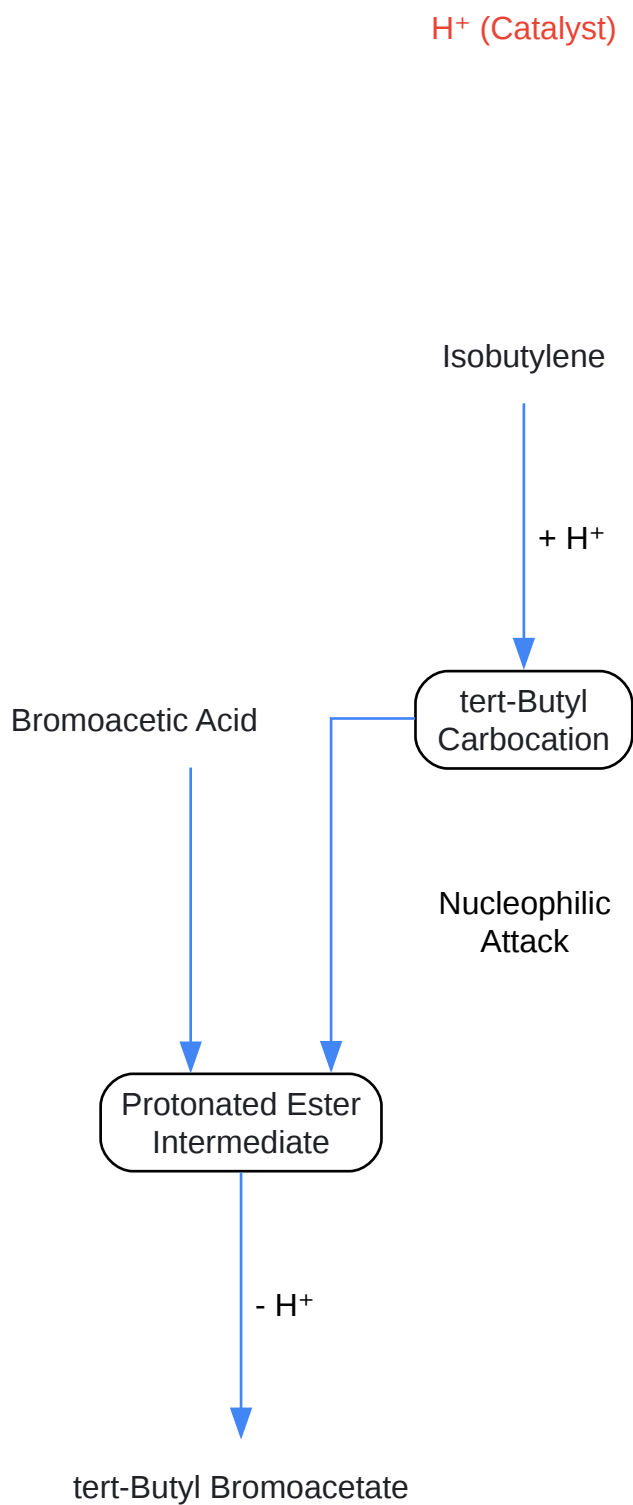 H⁺ (Catalyst)
Isobutylene
+ H⁺
Bromoacetic Acid
tert-Butyl
Carbocation
Nucleophilic
Attack
Protonated Ester
Intermediate
- H⁺
tert-Butyl Bromoacetate